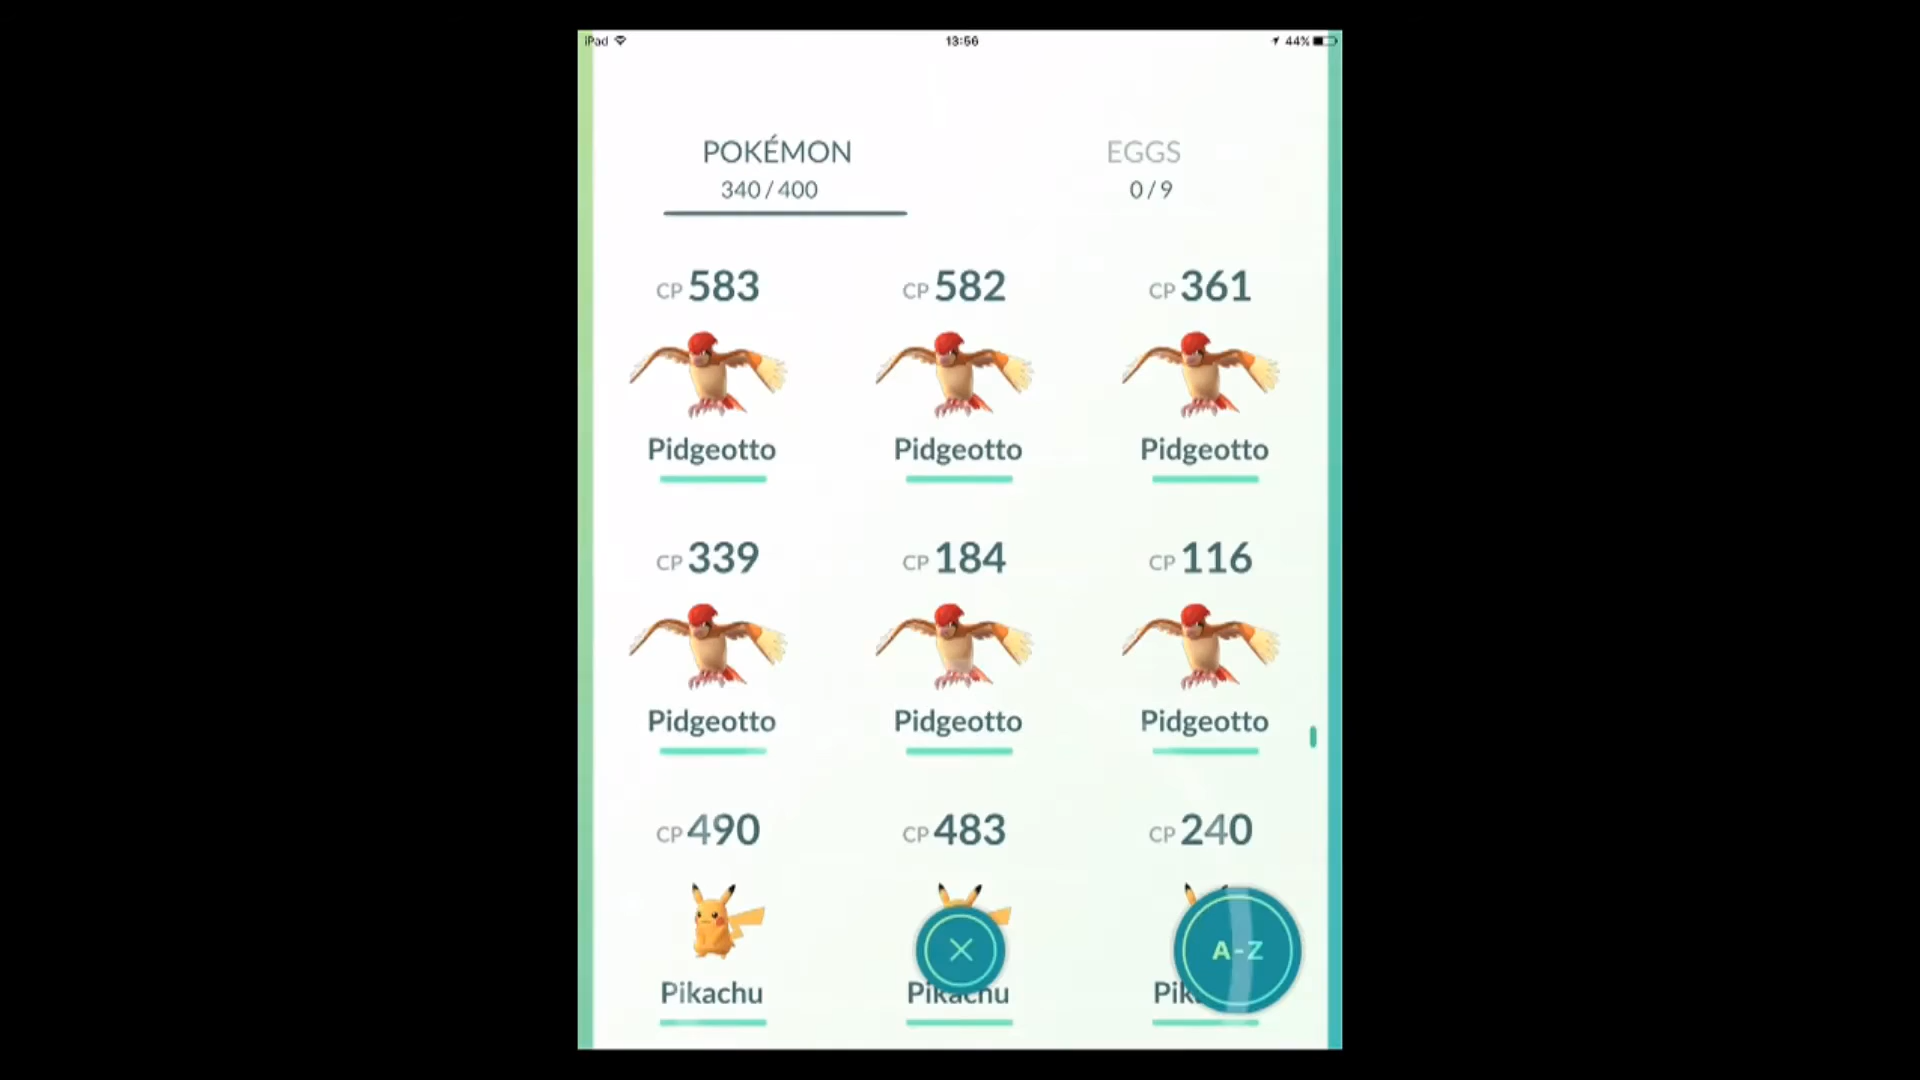 iPad 13:56 44%
POKÉMON EGGS
340 / 400 0 / 9
CP 583 CP 582 CP 361
Pidgeotto Pidgeotto Pidgeotto
CP 339 CP 184 CP 116
Pidgeotto Pidgeotto Pidgeotto
CP 490 CP 483 CP 240
A-Z
Pikachu Pikachu